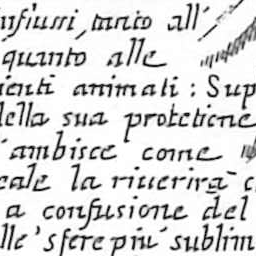 infiussi, tanto all'
quanto alle
ienti animali: Sup
della sua protetione
ambisce come
eale la riuerirà c
a confusione del
lle sfere più sublim